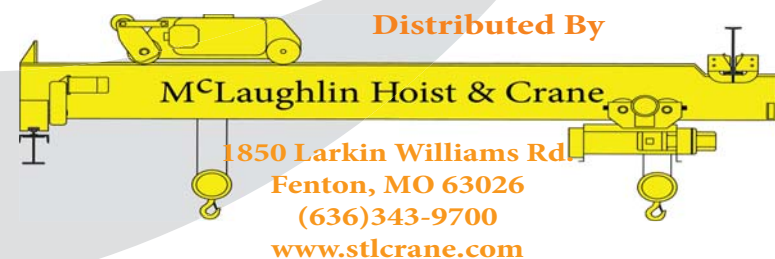 Distributed By
McLaughlin Hoist & Crane
1850 Larkin Williams Rd.
Fenton, MO 63026
(636)343-9700
www.stlcrane.com